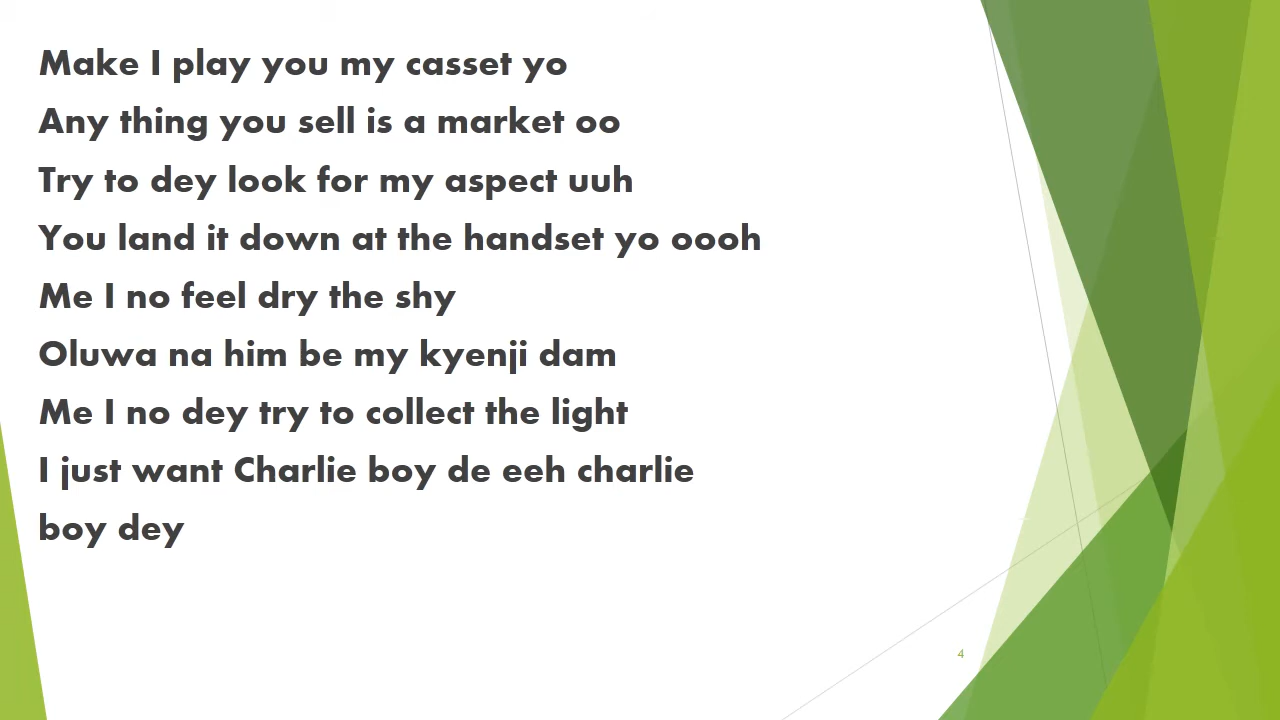 Make I play you my casset yo
Any thing you sell is a market oo
Try to dey look for my aspect uuh
You land it down at the handset yo oooh
Me I no feel dry the shy
Oluwa na him be my kyenji dam
Me I no dey try to collect the light
I just want Charlie boy de eeh charlie
boy dey
4